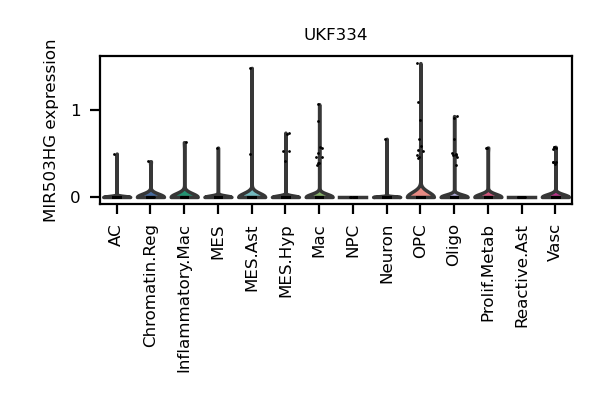 UKF334
MIR503HG expression
1
0
AC
Chromatin.Reg
Inflammatory.Mac
MES
MES.Ast
MES.Hyp
Mac
NPC
Neuron
OPC
Oligo
Prolif.Metab
Reactive.Ast
Vasc